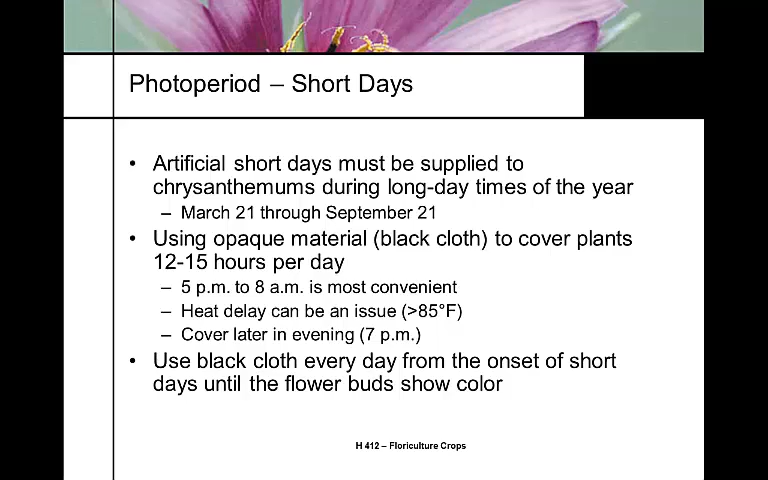 Photoperiod – Short Days
• Artificial short days must be supplied to
chrysanthemums during long-day times of the year
– March 21 through September 21
• Using opaque material (black cloth) to cover plants
12-15 hours per day
– 5 p.m. to 8 a.m. is most convenient
– Heat delay can be an issue (>85°F)
– Cover later in evening (7 p.m.)
• Use black cloth every day from the onset of short
days until the flower buds show color
H 412 – Floriculture Crops